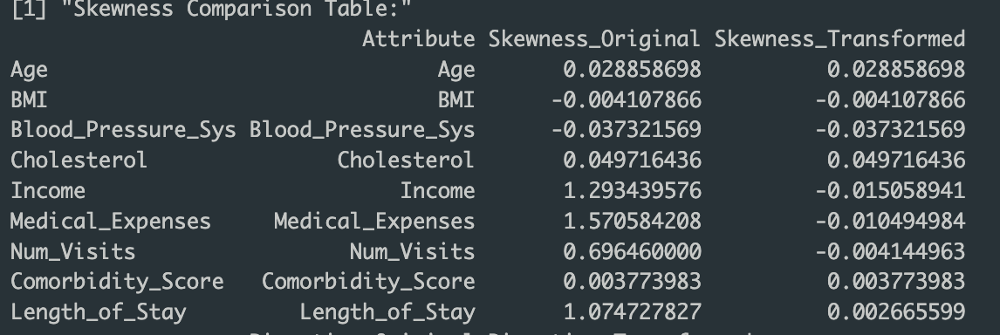 [1] "Skewness Comparison Table:"
Attribute Skewness_Original Skewness_Transformed
Age Age 0.028858698 0.028858698
BMI BMI -0.004107866 -0.004107866
Blood_Pressure_Sys Blood_Pressure_Sys -0.037321569 -0.037321569
Cholesterol Cholesterol 0.049716436 0.049716436
Income Income 1.293439576 -0.015058941
Medical_Expenses Medical_Expenses 1.570584208 -0.010494984
Num_Visits Num_Visits 0.696460000 -0.004144963
Comorbidity_Score Comorbidity_Score 0.003773983 0.003773983
Length_of_Stay Length_of_Stay 1.074727827 0.002665599